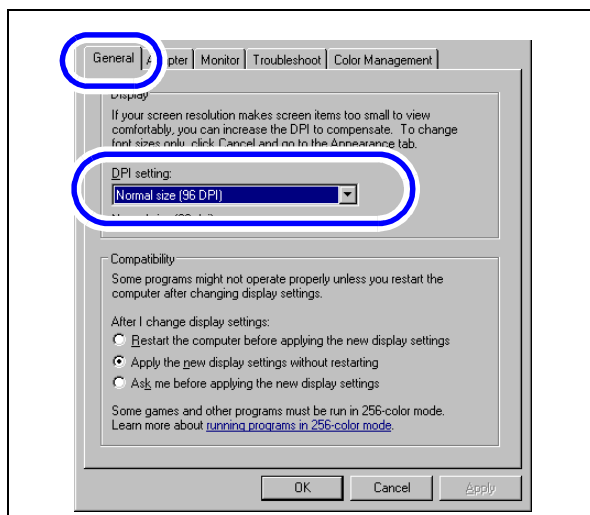 General Adapter Monitor Troubleshoot Color Management
Display
If your screen resolution makes screen items too small to view
comfortably, you can increase the DPI to compensate. To change
font sizes only, click Cancel and go to the Appearance tab.
DPI setting:
Normal size (96 DPI)
Normal size (96 dpi)
Compatibility
Some programs might not operate properly unless you restart the
computer after changing display settings.
After I change display settings:
Restart the computer before applying the new display settings
Apply the new display settings without restarting
Ask me before applying the new display settings
Some games and other programs must be run in 256-color mode.
Learn more about running programs in 256-color mode.
OK Cancel Apply